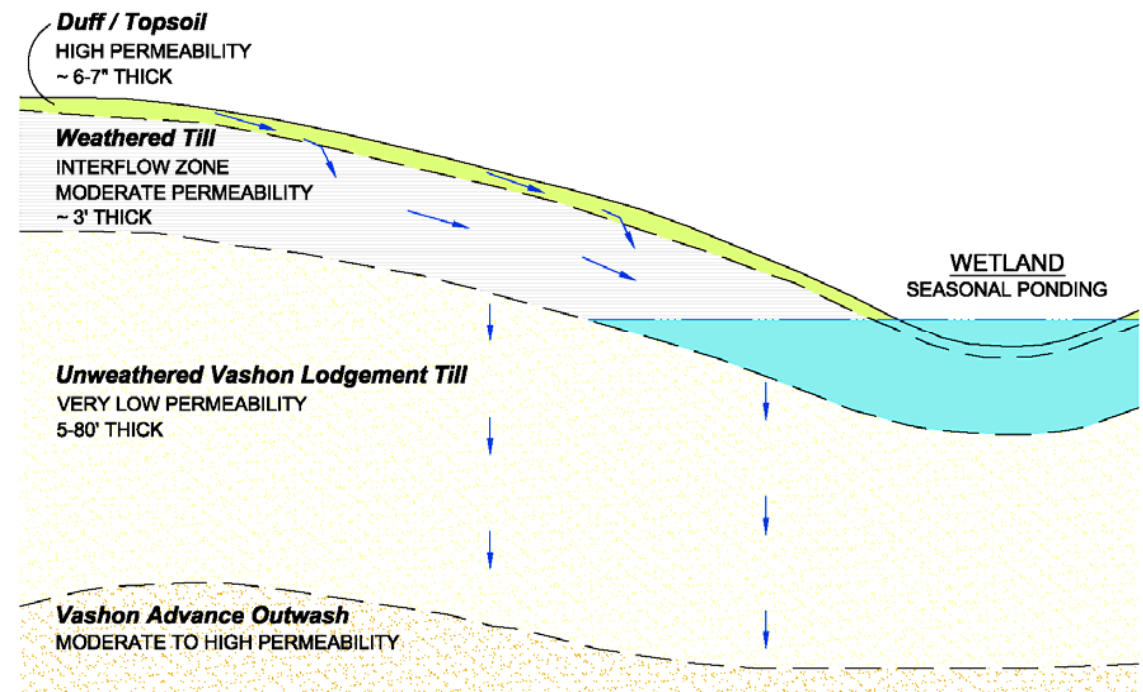 Duff / Topsoil
HIGH PERMEABILITY
~ 6-7" THICK
Weathered Till
INTERFLOW ZONE
MODERATE PERMEABILITY
~ 3' THICK
WETLAND
SEASONAL PONDING
Unweathered Vashon Lodgement Till
VERY LOW PERMEABILITY
5-80' THICK
Vashon Advance Outwash
MODERATE TO HIGH PERMEABILITY